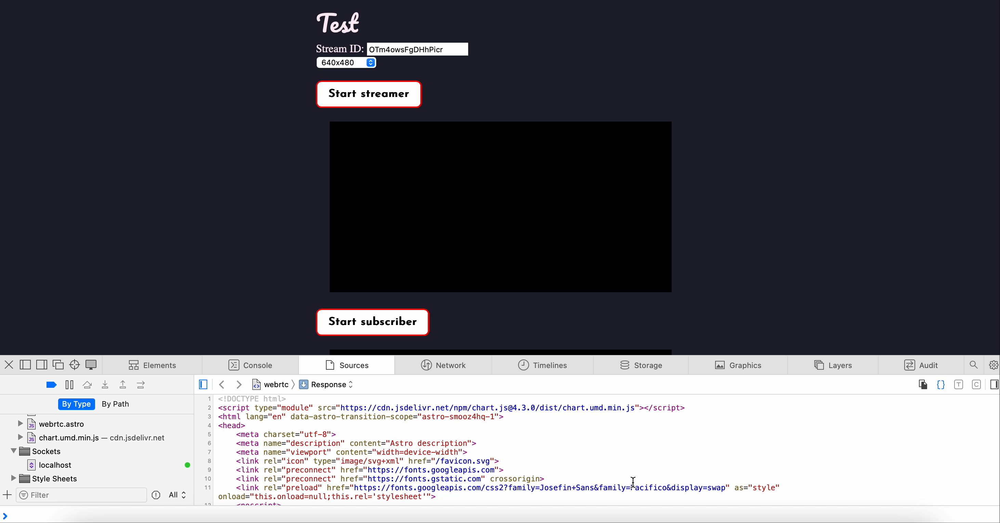 Test
Stream ID: OTm4owsFgDHhPicr
640x480
Start streamer
Start subscriber
Elements Console Sources Network Timelines Storage Graphics Layers Audit
webrtc Response
By Type By Path
webrtc.astro
chart.umd.min.js — cdn.jsdelivr.net
Sockets
localhost
Style Sheets
Filter All
1 <!DOCTYPE html>
2 <script type="module" src="https://cdn.jsdelivr.net/npm/chart.js@4.3.0/dist/chart.umd.min.js"></script>
3 <html lang="en" data-astro-transition-scope="astro-smooz4hq-1">
4 <head>
5 <meta charset="utf-8">
6 <meta name="description" content="Astro description">
7 <meta name="viewport" content="width=device-width">
8 <link rel="icon" type="image/svg+xml" href="/favicon.svg">
9 <link rel="preconnect" href="https://fonts.googleapis.com">
10 <link rel="preconnect" href="https://fonts.gstatic.com" crossorigin>
11 <link rel="preload" href="https://fonts.googleapis.com/css2?family=Josefin+Sans&family=Pacifico&display=swap" as="style"
onload="this.onload=null;this.rel='stylesheet'">
12 <noscript>